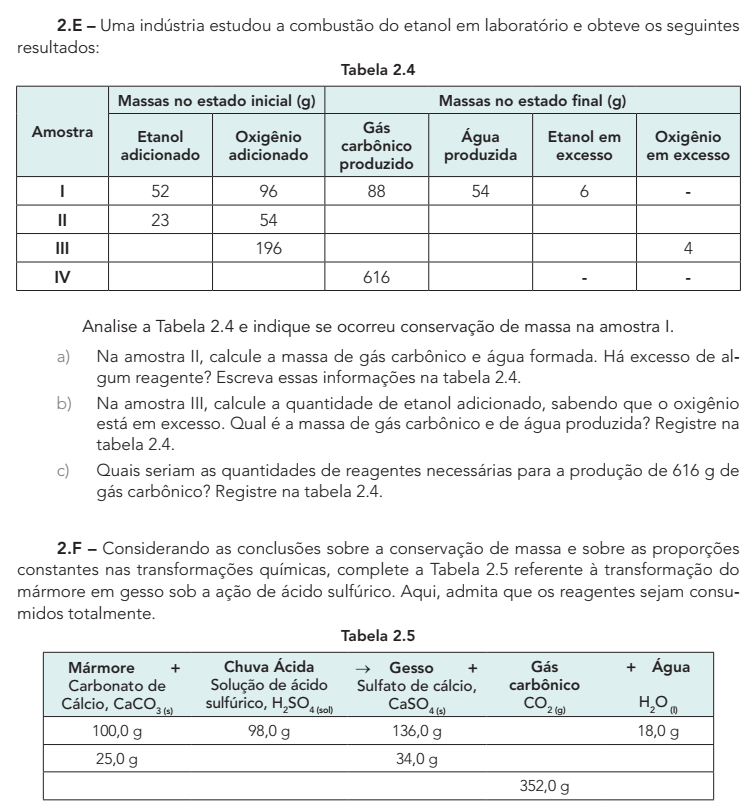 2.E – Uma indústria estudou a combustão do etanol em laboratório e obteve os seguintes
resultados:
Tabela 2.4
Amostra
Massas no estado inicial (g)
Massas no estado final (g)
Etanol adicionado
Oxigênio adicionado
Gás carbônico produzido
Água produzida
Etanol em excesso
Oxigênio em excesso
I 52 96 88 54 6 -
II 23 54
III 196 4
IV 616 - -
Analise a Tabela 2.4 e indique se ocorreu conservação de massa na amostra I.
a) Na amostra II, calcule a massa de gás carbônico e água formada. Há excesso de al-
gum reagente? Escreva essas informações na tabela 2.4.
b) Na amostra III, calcule a quantidade de etanol adicionado, sabendo que o oxigênio
está em excesso. Qual é a massa de gás carbônico e de água produzida? Registre na
tabela 2.4.
c) Quais seriam as quantidades de reagentes necessárias para a produção de 616 g de
gás carbônico? Registre na tabela 2.4.
2.F – Considerando as conclusões sobre a conservação de massa e sobre as proporções
constantes nas transformações químicas, complete a Tabela 2.5 referente à transformação do
mármore em gesso sob a ação de ácido sulfúrico. Aqui, admita que os reagentes sejam consu-
midos totalmente.
Tabela 2.5
Mármore + Chuva Ácida → Gesso + Gás + Água
Carbonato de Solução de ácido Sulfato de cálcio, carbônico
Cálcio, CaCO3 (s) sulfúrico, H2SO4 (sol) CaSO4 (s) CO2 (g) H2O (l)
100,0 g 98,0 g 136,0 g 18,0 g
25,0 g 34,0 g
352,0 g